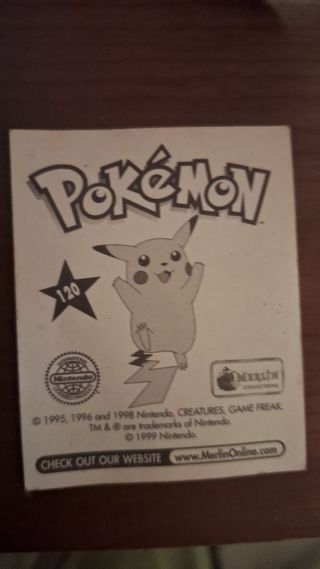 POKéMON
120
Nintendo
MERLIN
COLLECTIONS
© 1995, 1996 and 1998 Nintendo, CREATURES, GAME FREAK.
TM & ® are trademarks of Nintendo.
© 1999 Nintendo.
CHECK OUT OUR WEBSITE www.MerlinOnline.com